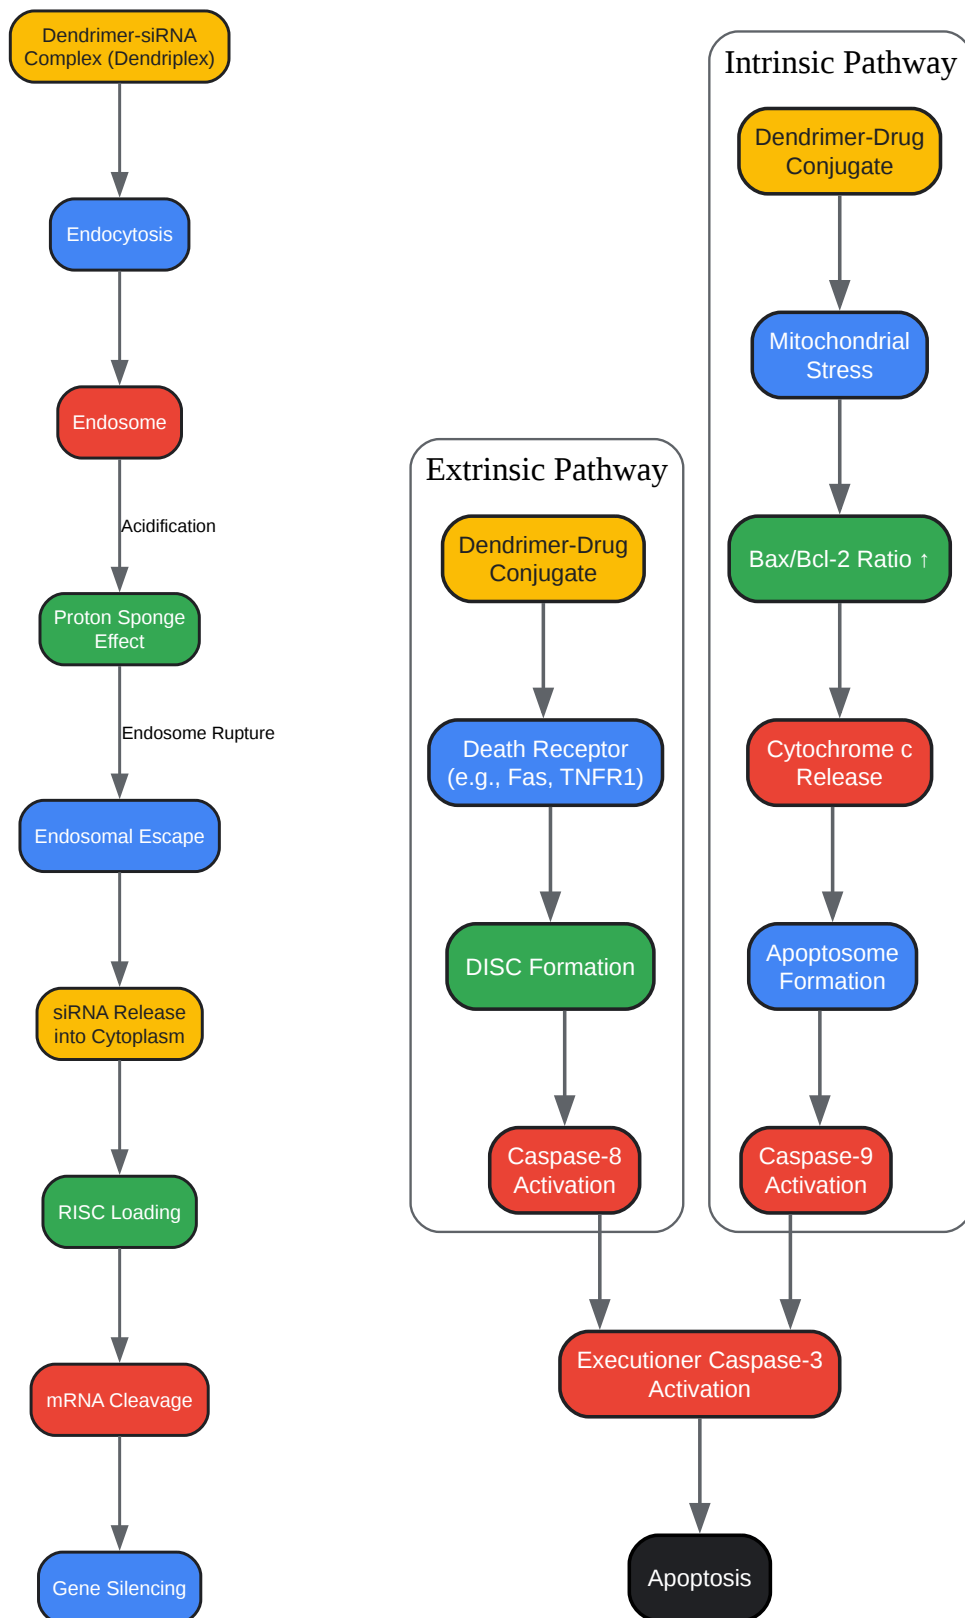 Dendrimer-siRNA
Complex (Dendriplex)
Endocytosis
Endosome
Acidification
Proton Sponge
Effect
Endosome Rupture
Endosomal Escape
siRNA Release
into Cytoplasm
RISC Loading
mRNA Cleavage
Gene Silencing
Extrinsic Pathway
Dendrimer-Drug
Conjugate
Death Receptor
(e.g., Fas, TNFR1)
DISC Formation
Caspase-8
Activation
Intrinsic Pathway
Dendrimer-Drug
Conjugate
Mitochondrial
Stress
Bax/Bcl-2 Ratio ↑
Cytochrome c
Release
Apoptosome
Formation
Caspase-9
Activation
Executioner Caspase-3
Activation
Apoptosis